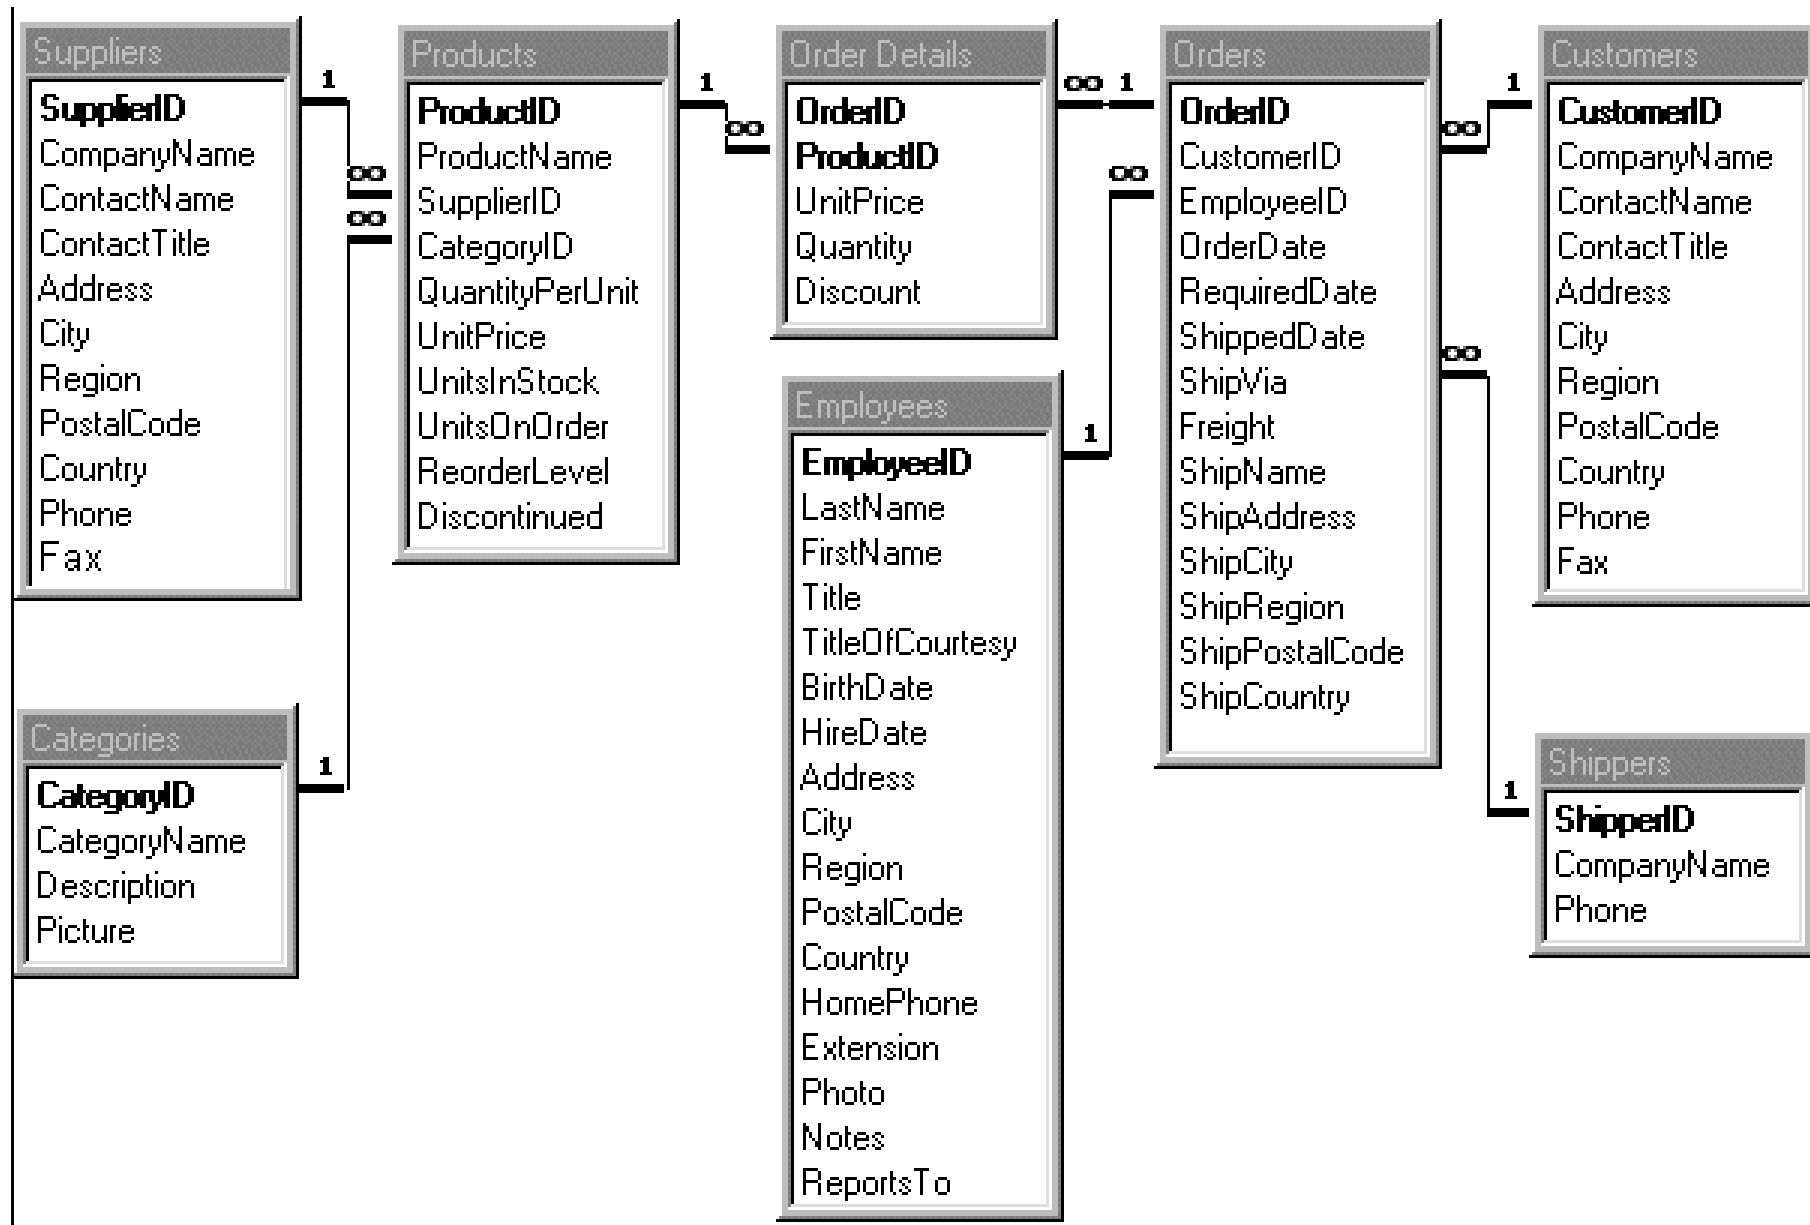 Suppliers
SupplierID
CompanyName
ContactName
ContactTitle
Address
City
Region
PostalCode
Country
Phone
Fax
1
∞
∞
Categories
CategoryID
CategoryName
Description
Picture
1
Products
ProductID
ProductName
SupplierID
CategoryID
QuantityPerUnit
UnitPrice
UnitsInStock
UnitsOnOrder
ReorderLevel
Discontinued
1
∞
Order Details
OrderID
ProductID
UnitPrice
Quantity
Discount
∞ 1
∞
Employees
EmployeeID
LastName
FirstName
Title
TitleOfCourtesy
BirthDate
HireDate
Address
City
Region
PostalCode
Country
HomePhone
Extension
Photo
Notes
ReportsTo
1
Orders
OrderID
CustomerID
EmployeeID
OrderDate
RequiredDate
ShippedDate
ShipVia
Freight
ShipName
ShipAddress
ShipCity
ShipRegion
ShipPostalCode
ShipCountry
1
∞
∞
Customers
CustomerID
CompanyName
ContactName
ContactTitle
Address
City
Region
PostalCode
Country
Phone
Fax
1
Shippers
ShipperID
CompanyName
Phone